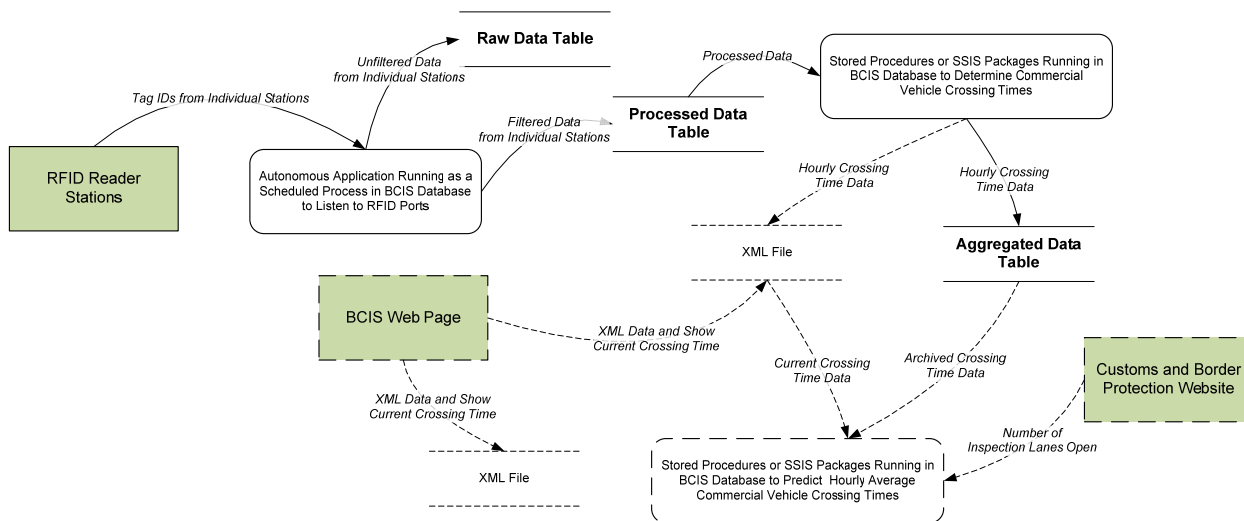 Raw Data Table
Unfiltered Data
from Individual Stations
Processed Data
Stored Procedures or SSIS Packages Running in
BCIS Database to Determine Commercial
Vehicle Crossing Times
Tag IDs from Individual Stations
Processed Data
Table
Filtered Data
from Individual Stations
RFID Reader
Stations
Autonomous Application Running as a
Scheduled Process in BCIS Database
to Listen to RFID Ports
Hourly Crossing
Time Data
Hourly Crossing
Time Data
XML File
Aggregated Data
Table
BCIS Web Page
XML Data and Show
Current Crossing Time
Current Crossing
Time Data
Archived Crossing
Time Data
Customs and Border
Protection Website
XML Data and Show
Current Crossing Time
Number of
Inspection Lanes Open
XML File
Stored Procedures or SSIS Packages Running in
BCIS Database to Predict Hourly Average
Commercial Vehicle Crossing Times